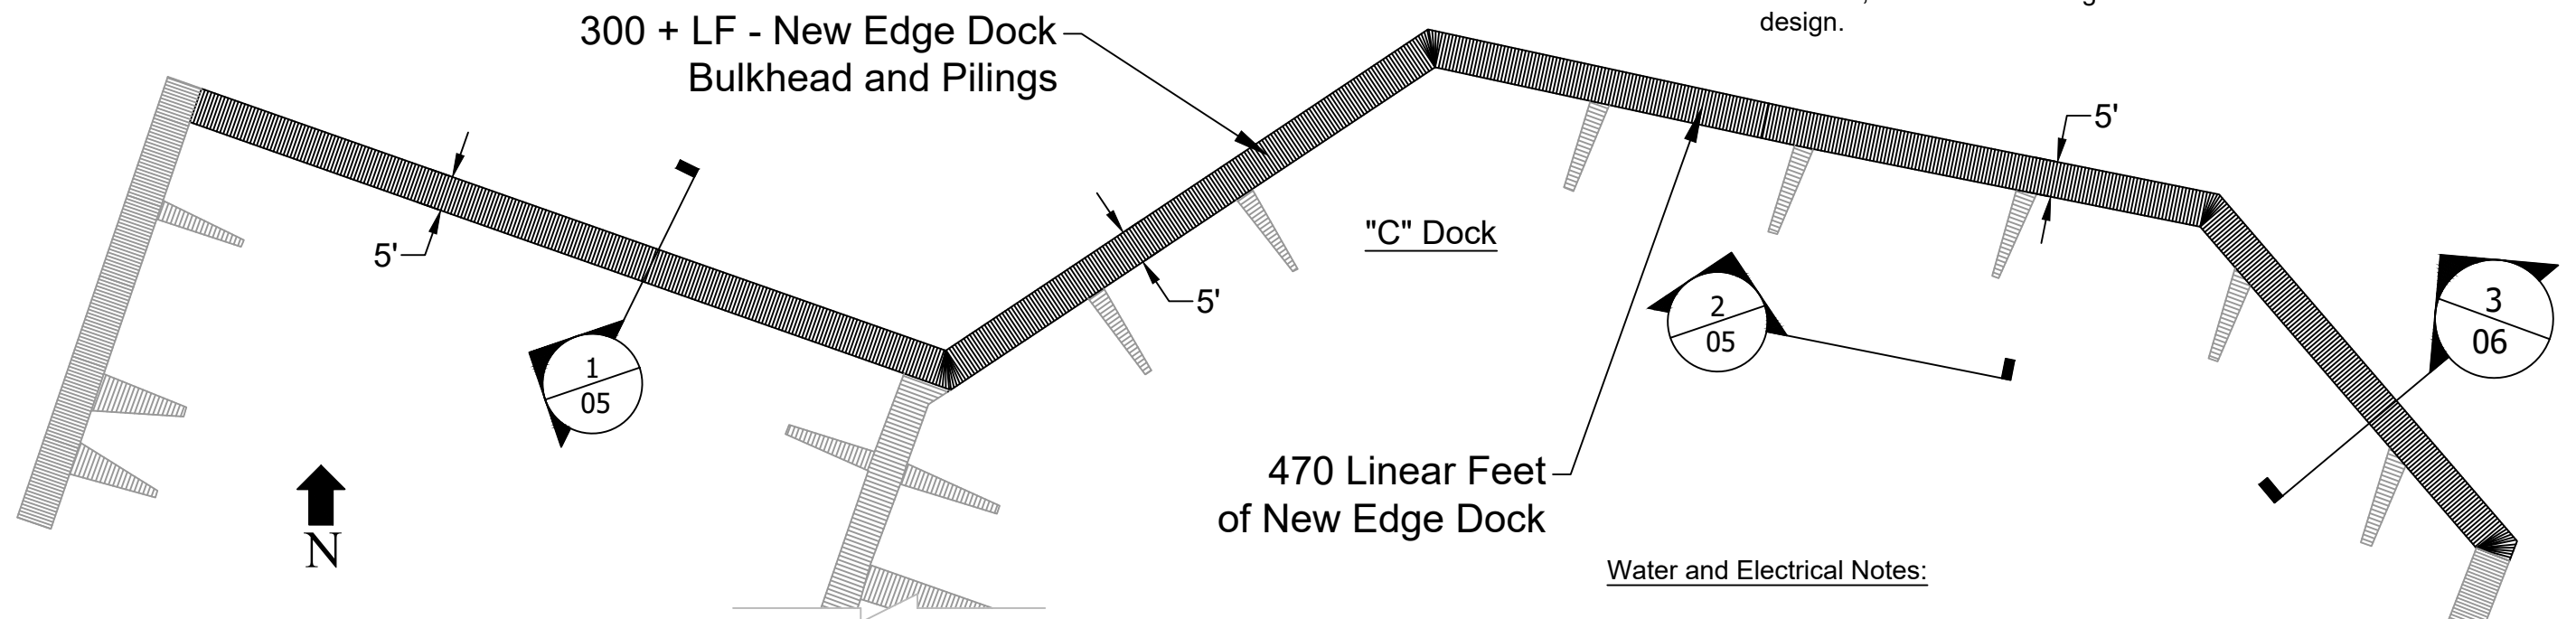 design.
300 + LF - New Edge Dock
Bulkhead and Pilings
5'
5'
5'
"C" Dock
1
05
2
05
3
06
470 Linear Feet
of New Edge Dock
N
Water and Electrical Notes: